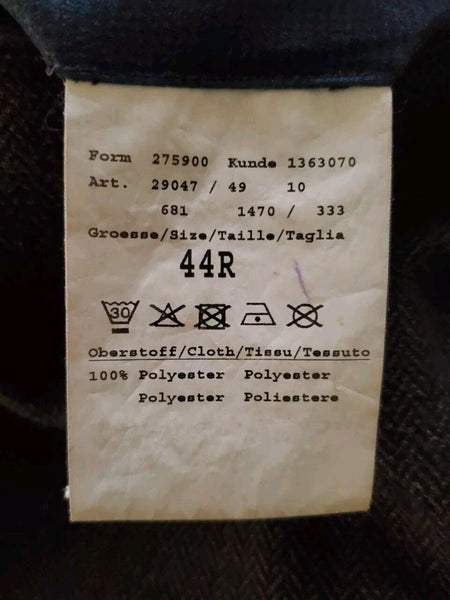 Form 275900 Kunde 1363070
Art. 29047 / 49 10
681 1470 / 333
Groesse/Size/Taille/Taglia
44R
30
Oberstoff/Cloth/Tissu/Tessuto
100% Polyester Polyester
Polyester Poliestere